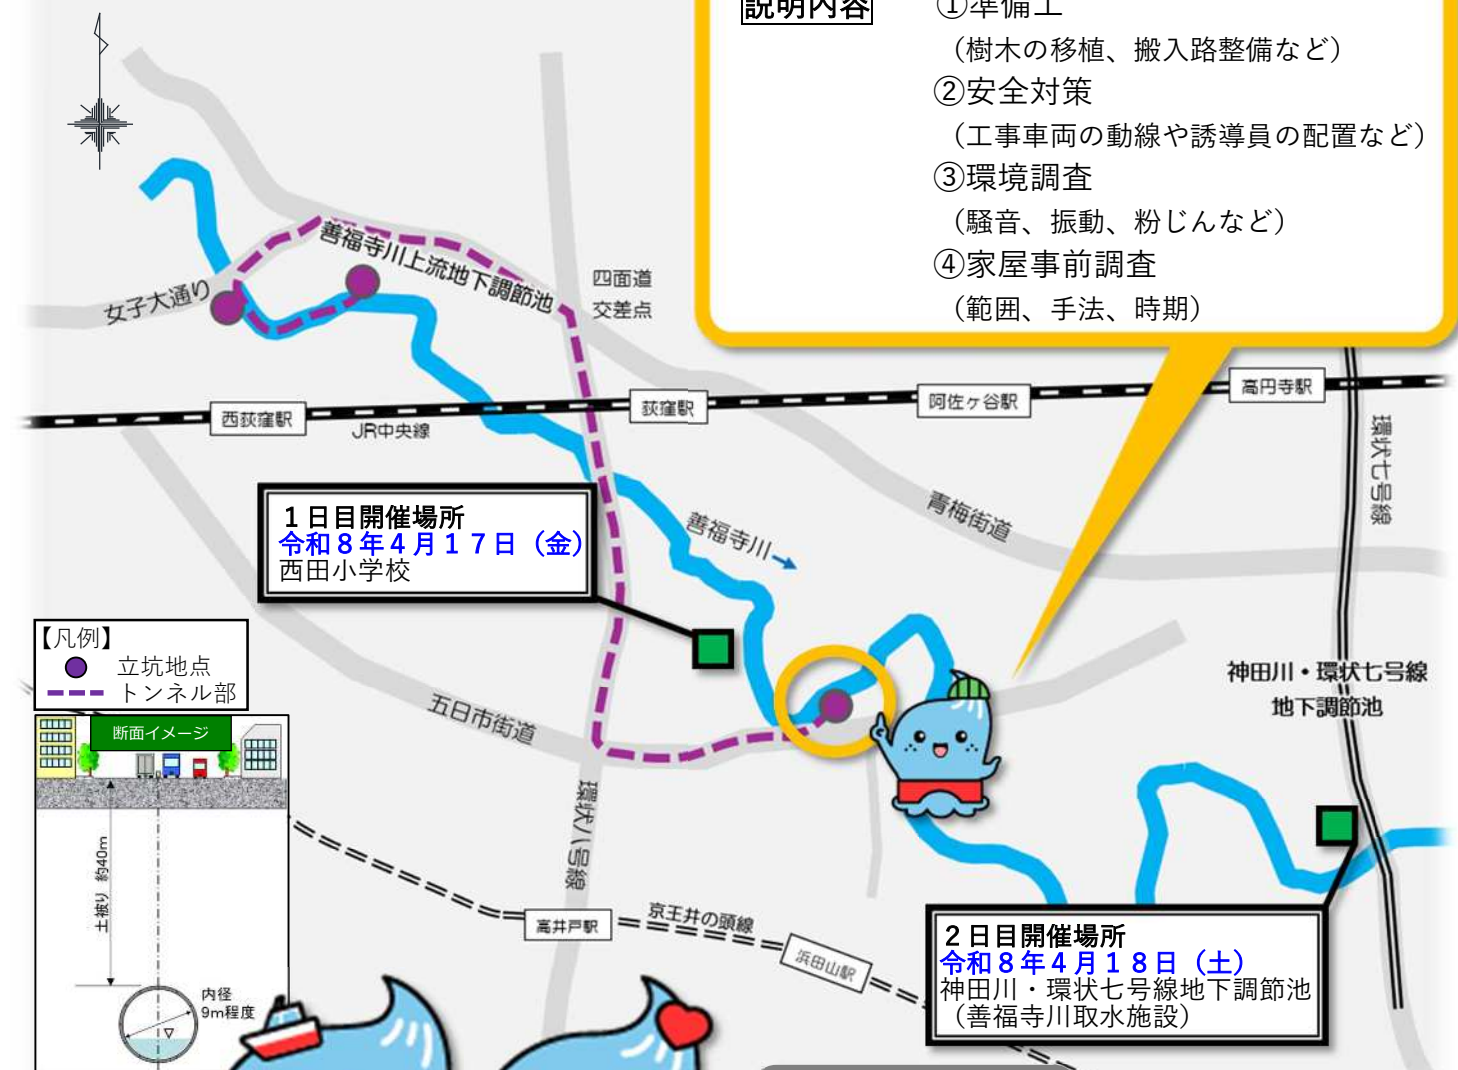 説明内容
①準備工
（樹木の移植、搬入路整備など）
②安全対策
（工事車両の動線や誘導員の配置など）
③環境調査
（騒音、振動、粉じんなど）
④家屋事前調査
（範囲、手法、時期）
善福寺川上流地下調節池
四面道
交差点
女子大通り
西荻窪駅
JR中央線
荻窪駅
阿佐ヶ谷駅
高円寺駅
環状七号線
青梅街道
善福寺川
１日目開催場所
令和８年４月１７日（金）
西田小学校
【凡例】
立坑地点
トンネル部
断面イメージ
土被り 約40m
内径
9m程度
五日市街道
環状八号線
神田川・環状七号線
地下調節池
高井戸駅
京王井の頭線
浜田山駅
２日目開催場所
令和８年４月１８日（土）
神田川・環状七号線地下調節池
（善福寺川取水施設）